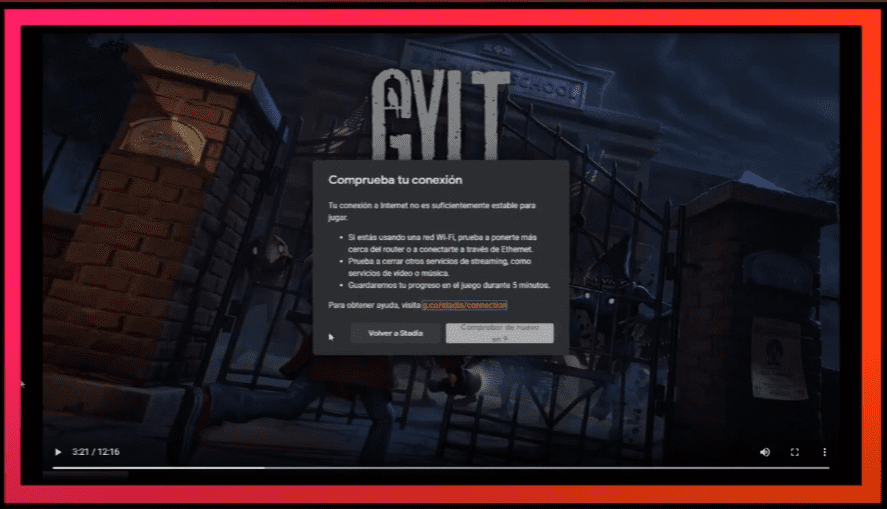 SCHOOL
GYLT
Comprueba tu conexión
Tu conexión a Internet no es suficientemente estable para
jugar.
• Si estás usando una red Wi-Fi, prueba a ponerte más
cerca del router o a conectarte a través de Ethernet.
• Prueba a cerrar otros servicios de streaming, como
servicios de vídeo o música.
• Guardaremos tu progreso en el juego durante 5 minutos.
Para obtener ayuda, visita g.co/stadia/connection
Volver a Stadia
Comprobar de nuevo
en 9
3:21 / 12:16